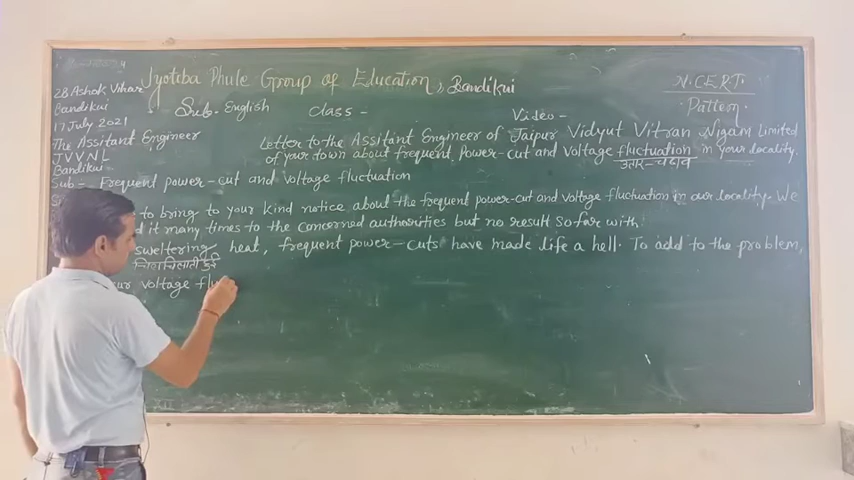 Jyoteba Phule Group of Education, Bandikui
N.C.E.R.T.
Pattern.
Sub. English Class - Video -
28 Ashok Vihar
Bandikui
17 July 2021
The Assitant Engineer
JVVNL
Bandikui
Letter to the Assitant Engineer of Jaipur Vidyut Vitran Nigam Limited
of your town about frequent Power-cut and Voltage fluctuation in your locality.
उतार-चढाव
Sub:- Frequent power-cut and voltage fluctuation
to bring to your kind notice about the frequent power-cut and voltage fluctuation in our locality. We
it many times to the concerned authorities but no result so far with
sweltering heat, frequent power-cuts have made life a hell. To add to the problem,
voltage flu